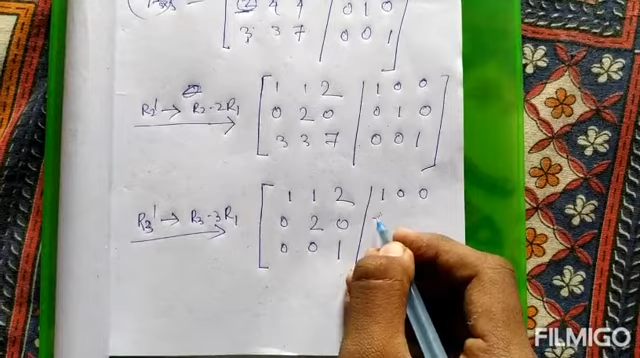 2 4 4 | 0 1 0
3 3 7 | 0 0 1
1 1 2 | 1 0 0
R2' → R2-2R1
0 2 0 | 0 1 0
3 3 7 | 0 0 1
1 1 2 | 1 0 0
R3' → R3-3R1
0 2 0
0 0 1
FILMIGO